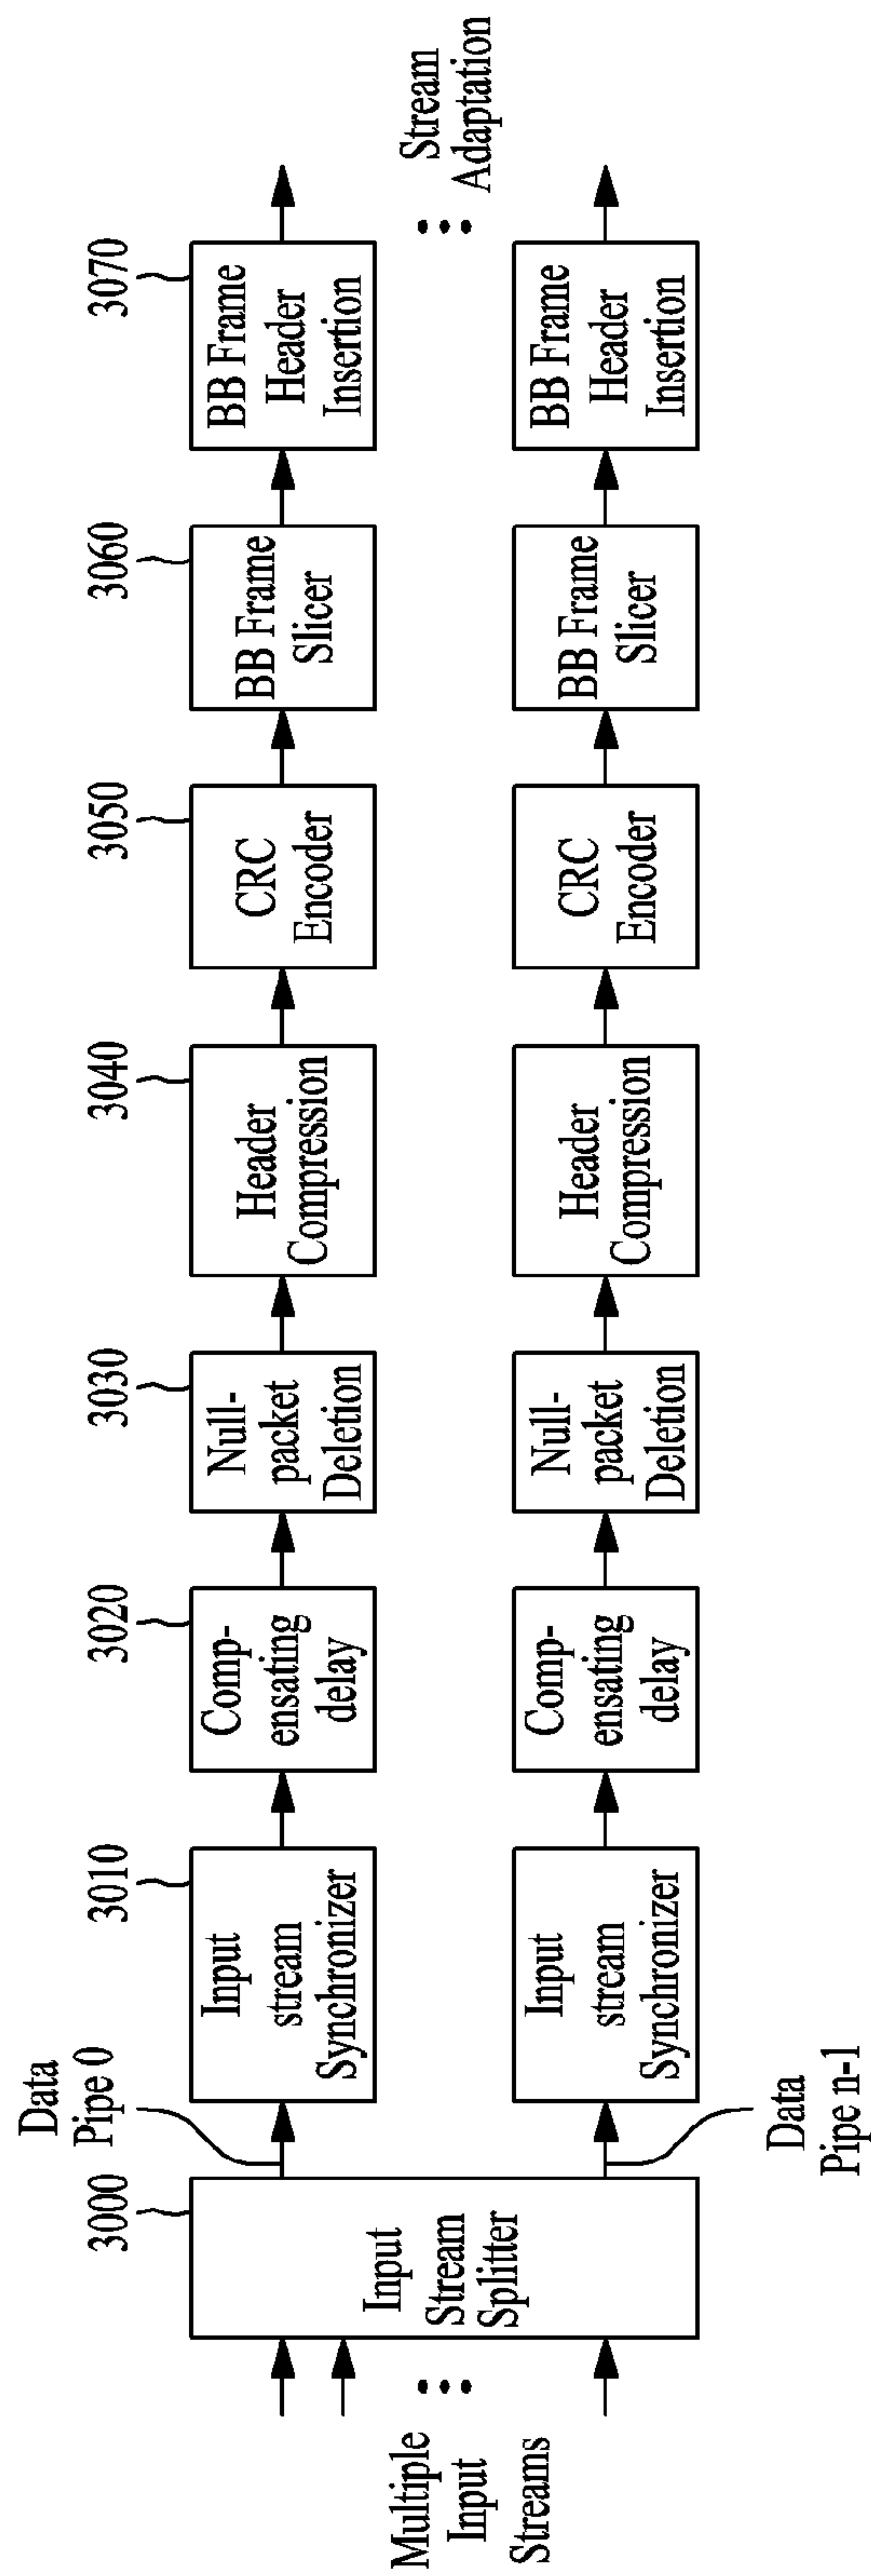 Multiple
Input
Streams
3000
Input
Stream
Splitter
Data
Pipe 0
3010
Input
stream
Synchronizer
3020
Comp-
ensating
delay
3030
Null-
packet
Deletion
3040
Header
Compression
3050
CRC
Encoder
3060
BB Frame
Slicer
3070
BB Frame
Header
Insertion
Data
Pipe n-1
Input
stream
Synchronizer
Comp-
ensating
delay
Null-
packet
Deletion
Header
Compression
CRC
Encoder
BB Frame
Slicer
BB Frame
Header
Insertion
Stream
Adaptation